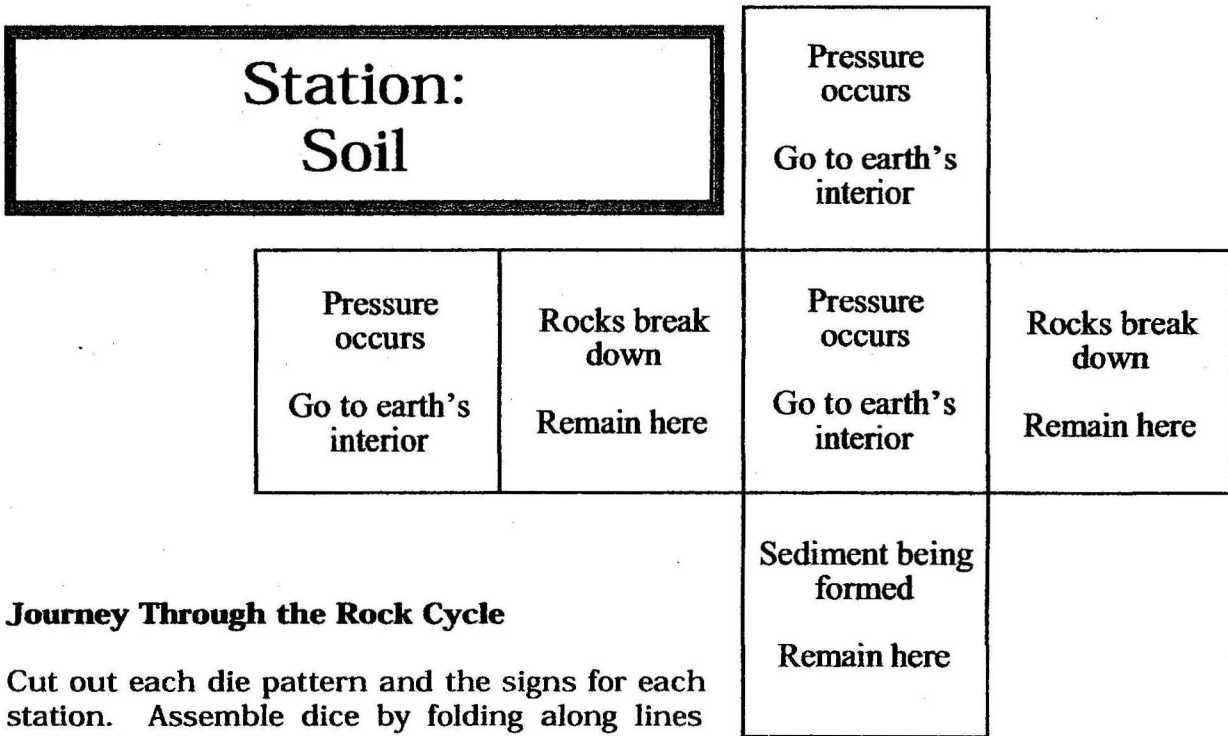 Station:
Soil
Pressure
occurs
Go to earth's
interior
Pressure
occurs
Go to earth's
interior
Rocks break
down
Remain here
Pressure
occurs
Go to earth's
interior
Rocks break
down
Remain here
Sediment being
formed
Remain here
Journey Through the Rock Cycle
Cut out each die pattern and the signs for each
station. Assemble dice by folding along lines